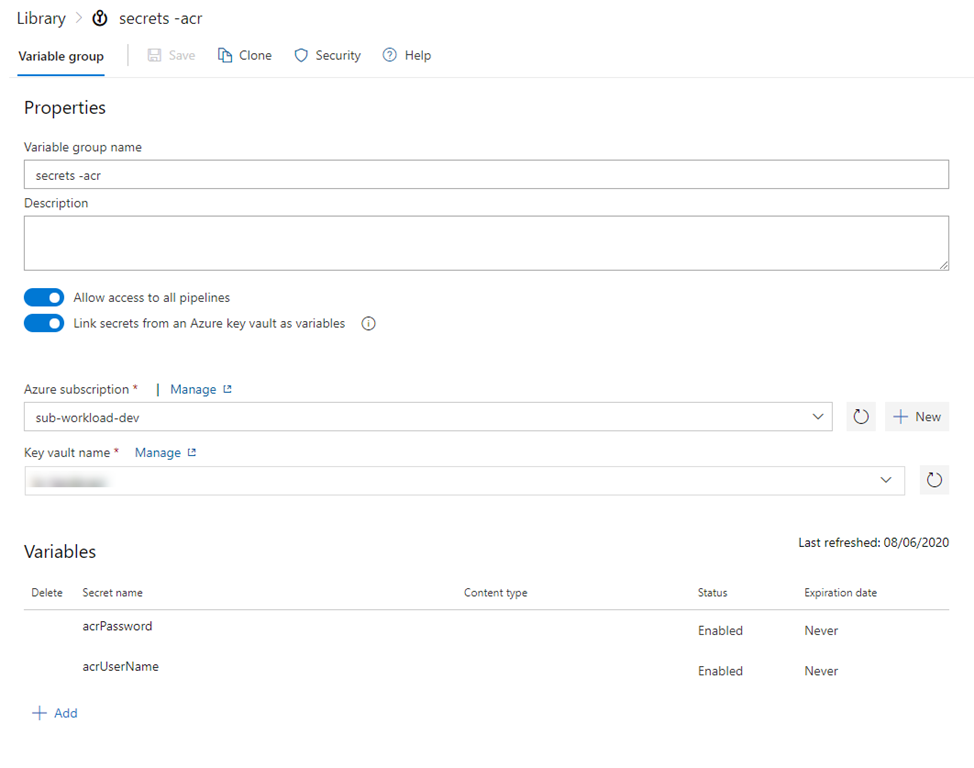 Library > secrets -acr
Variable group Save Clone Security Help
Properties
Variable group name
secrets -acr
Description
Allow access to all pipelines
Link secrets from an Azure key vault as variables
Azure subscription * | Manage
sub-workload-dev
New
Key vault name * Manage
Variables
Last refreshed: 08/06/2020
Delete Secret name Content type Status Expiration date
acrPassword Enabled Never
acrUserName Enabled Never
+ Add